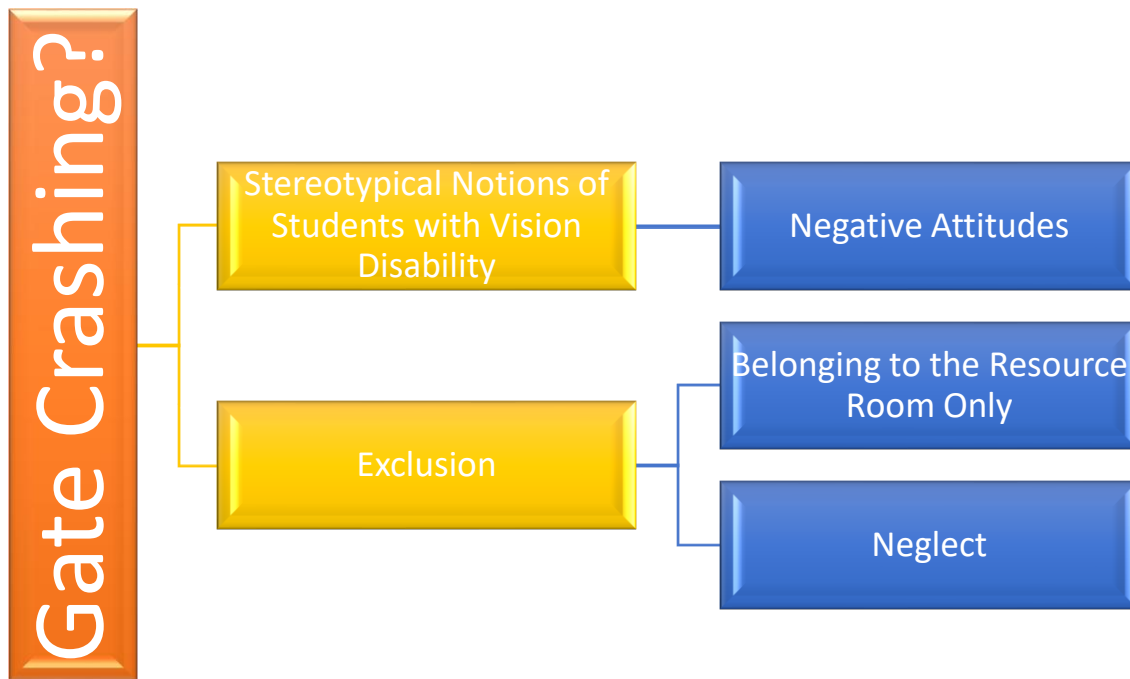 Gate Crashing?
Stereotypical Notions of
Students with Vision
Disability
Negative Attitudes
Exclusion
Belonging to the Resource
Room Only
Neglect